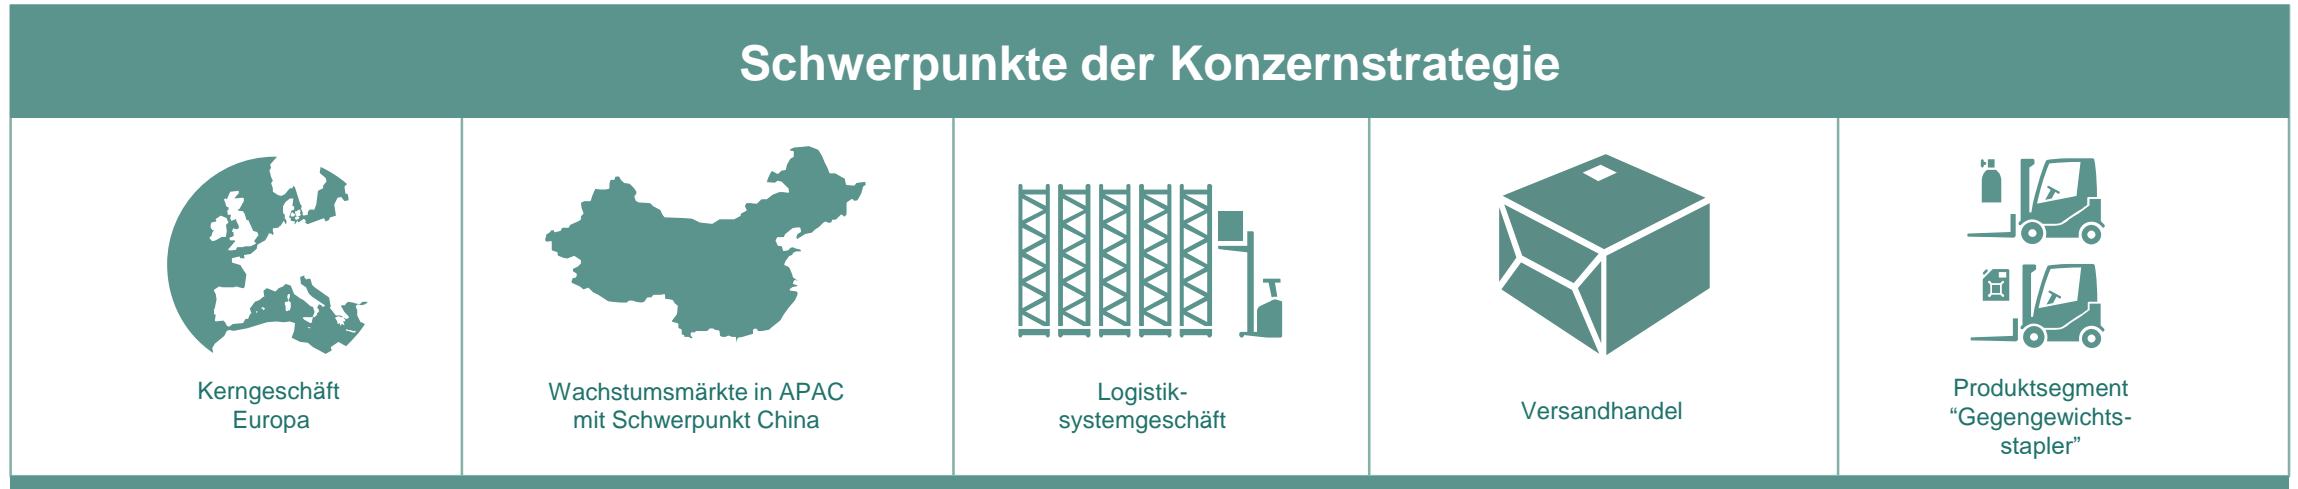 Schwerpunkte der Konzernstrategie
Kerngeschäft
Europa
Wachstumsmärkte in APAC
mit Schwerpunkt China
Logistik-
systemgeschäft
Versandhandel
Produktsegment
“Gegengewichts-
stapler”